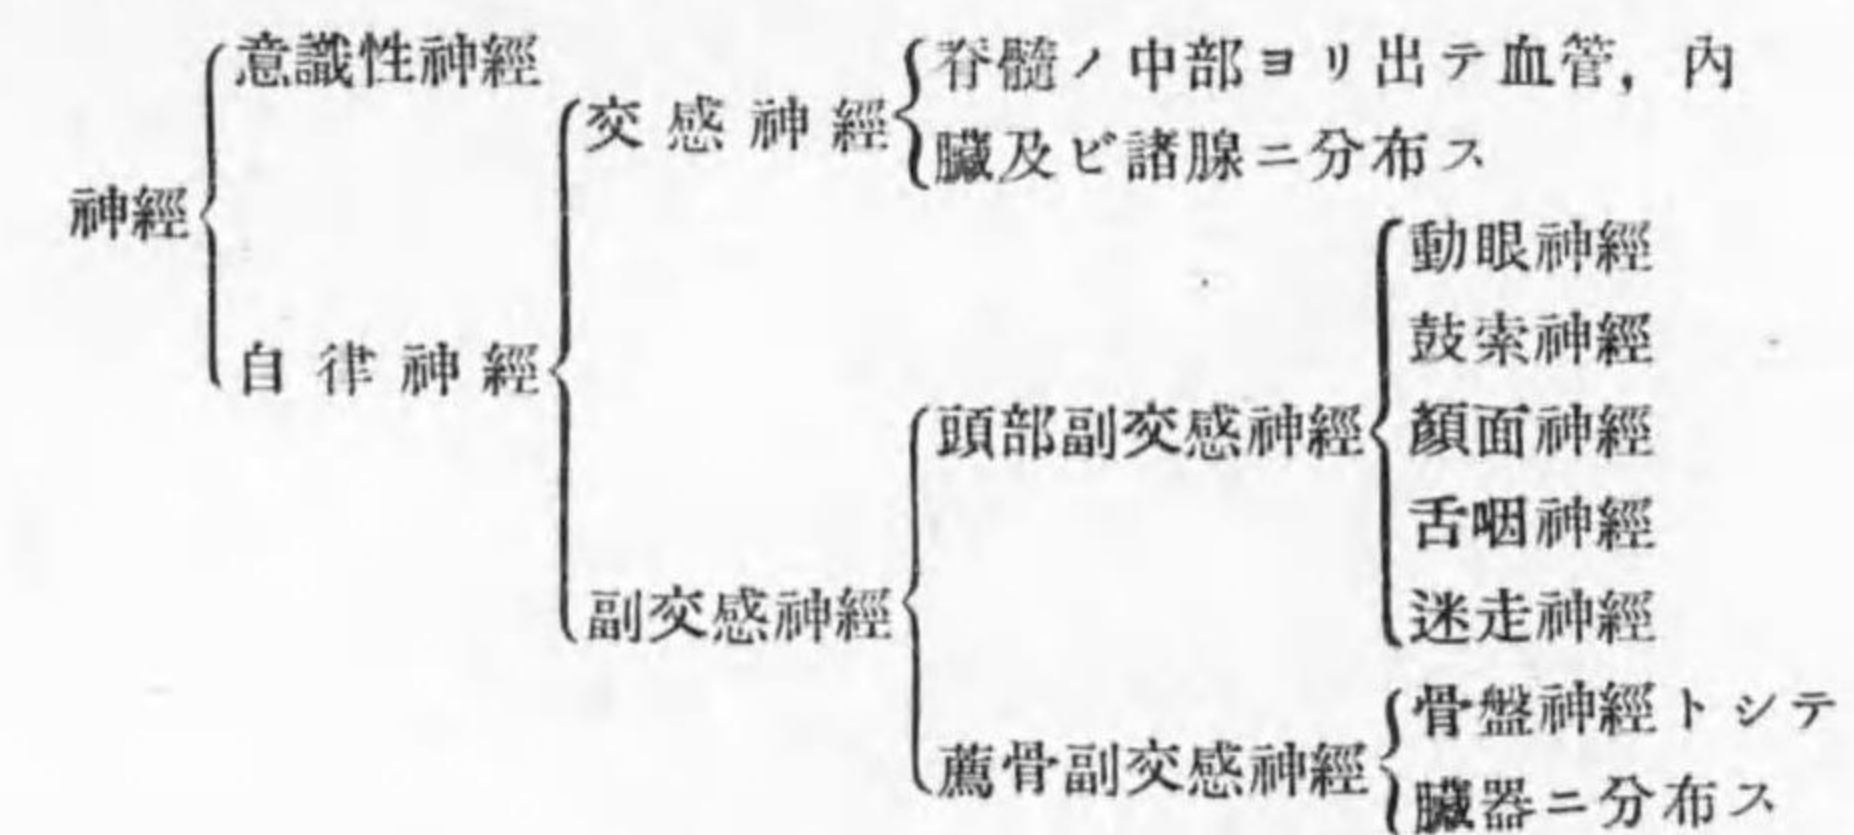 神經
意識性神經
自律神經
交感神經
脊髓ノ中部ヨリ出テ血管，內
臟及ビ諸腺ニ分布ス
副交感神經
頭部副交感神經
動眼神經
鼓索神經
顏面神經
舌咽神經
迷走神經
薦骨副交感神經
骨盤神經トシテ
臟器ニ分布ス